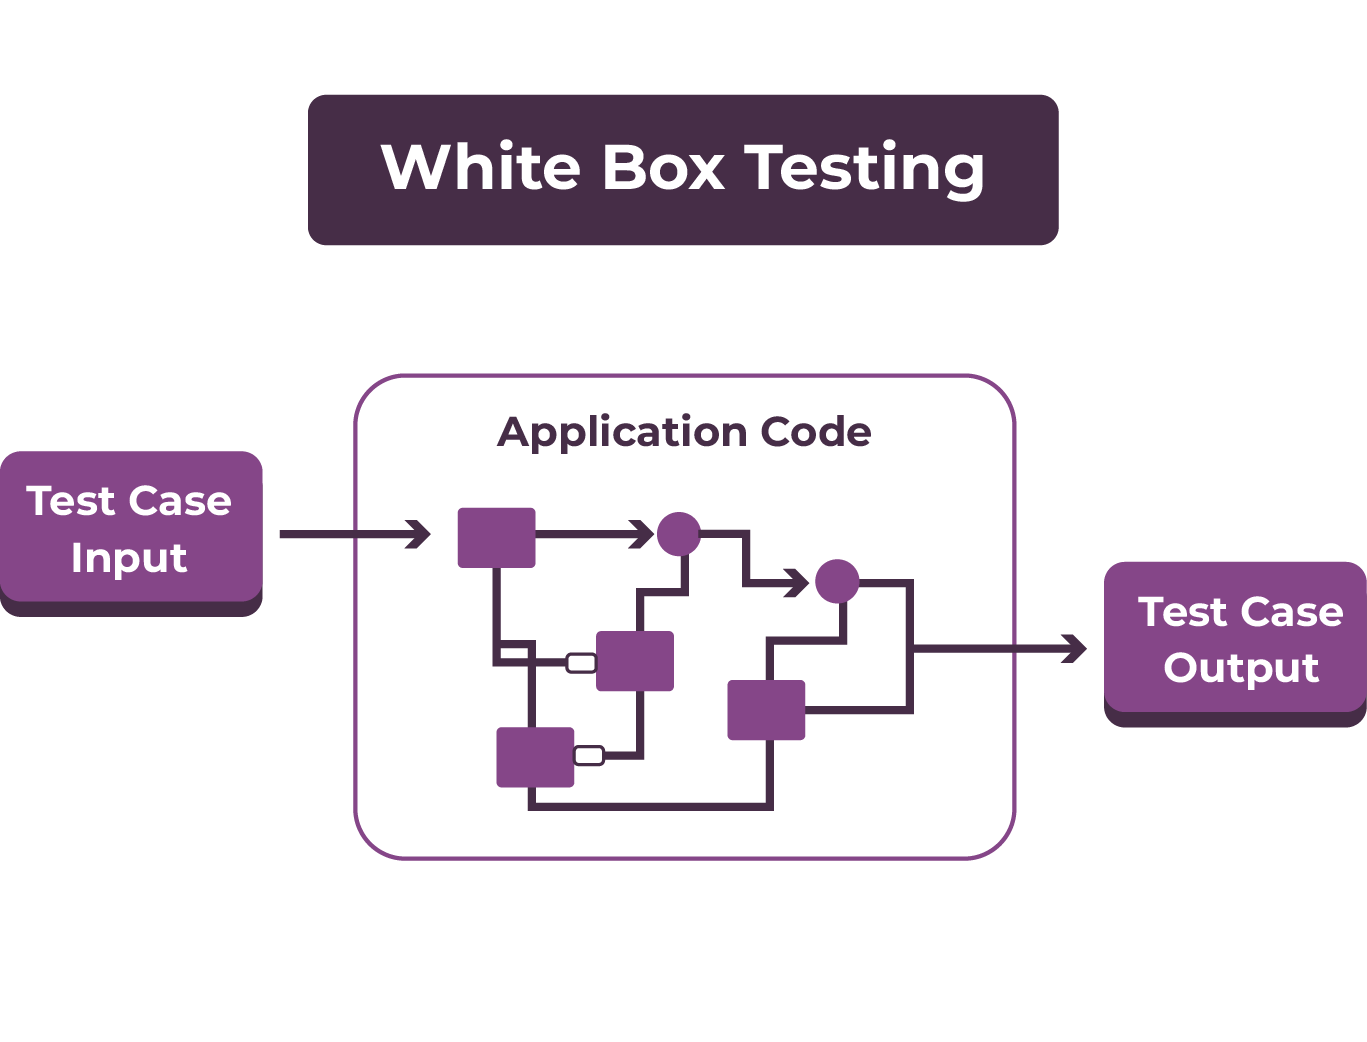 White Box Testing
Application Code
Test Case
Input
Test Case
Output